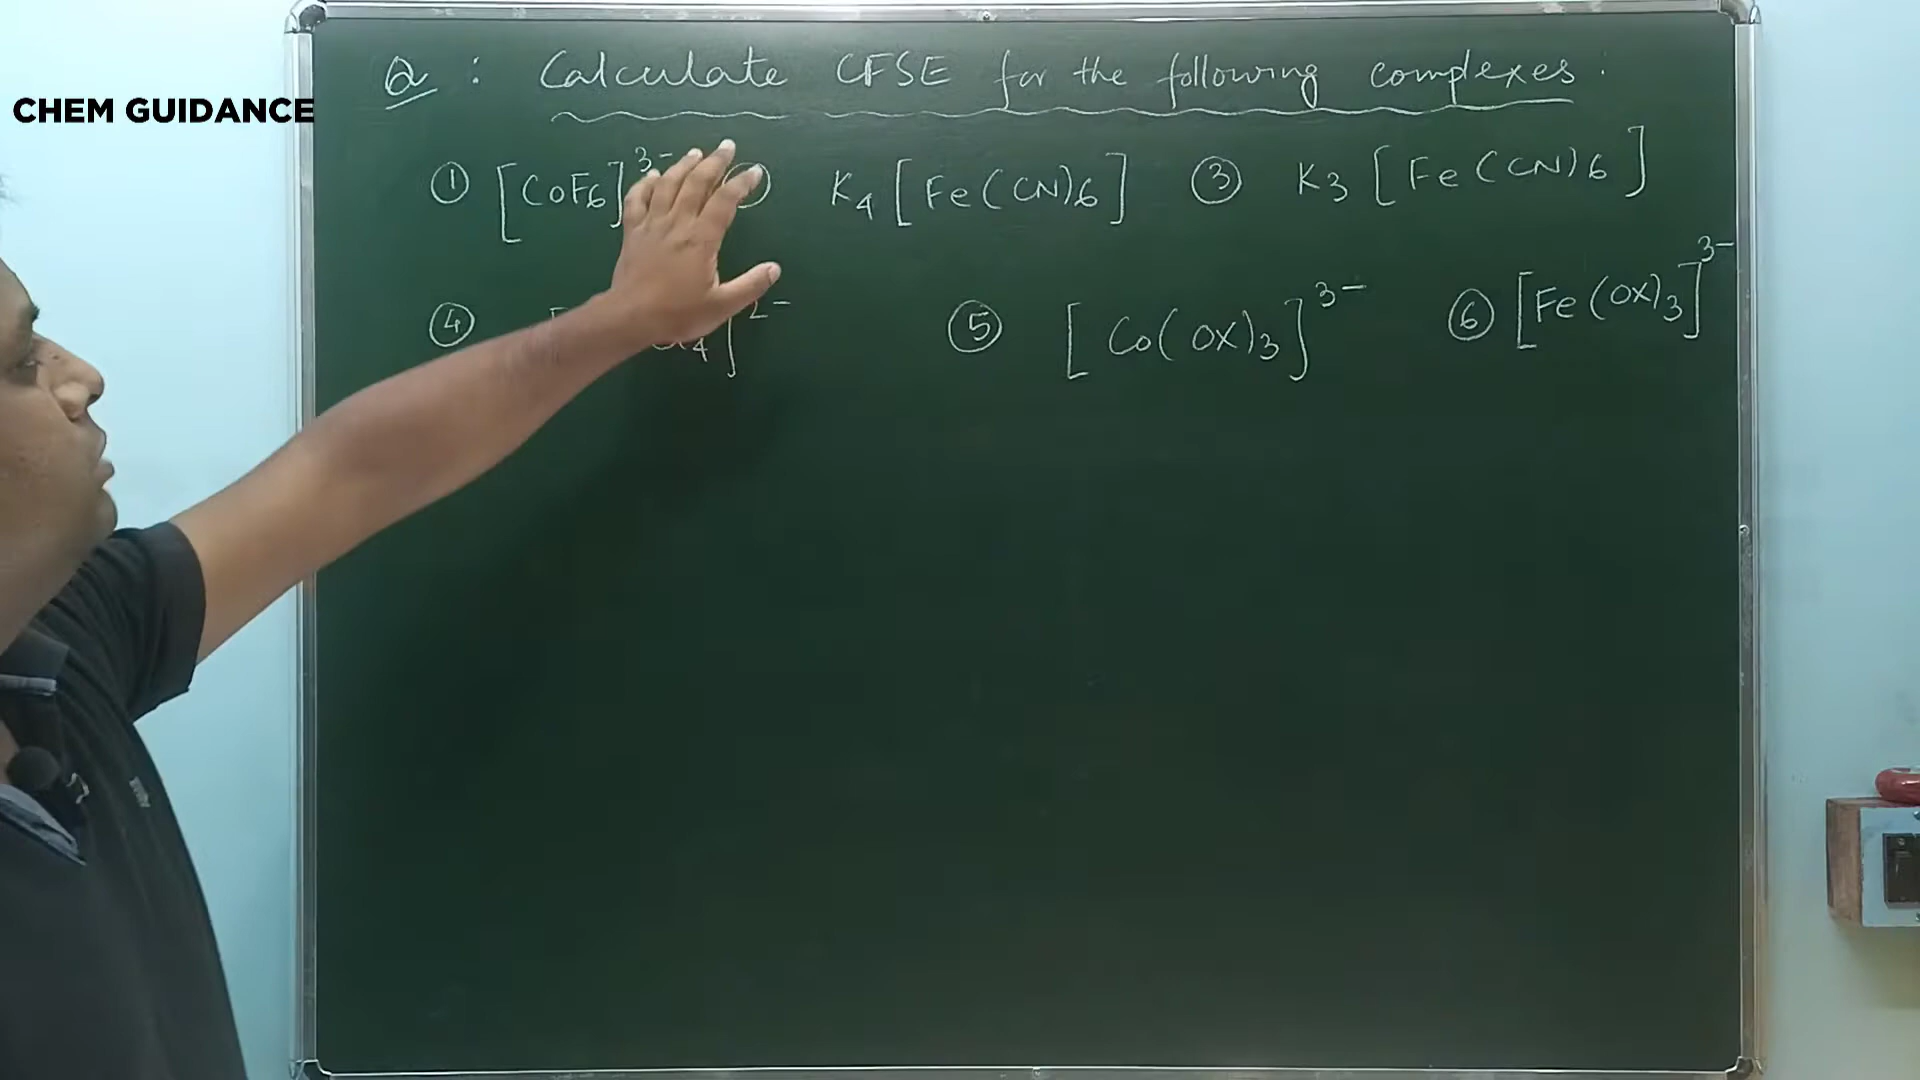 Q : Calculate CFSE for the following complexes :
CHEM GUIDANCE
① [CoF6]3- K4[Fe(CN)6] ③ K3[Fe(CN)6]
④ 4]2- ⑤ [Co(OX)3]3- ⑥ [Fe(OX)3]3-